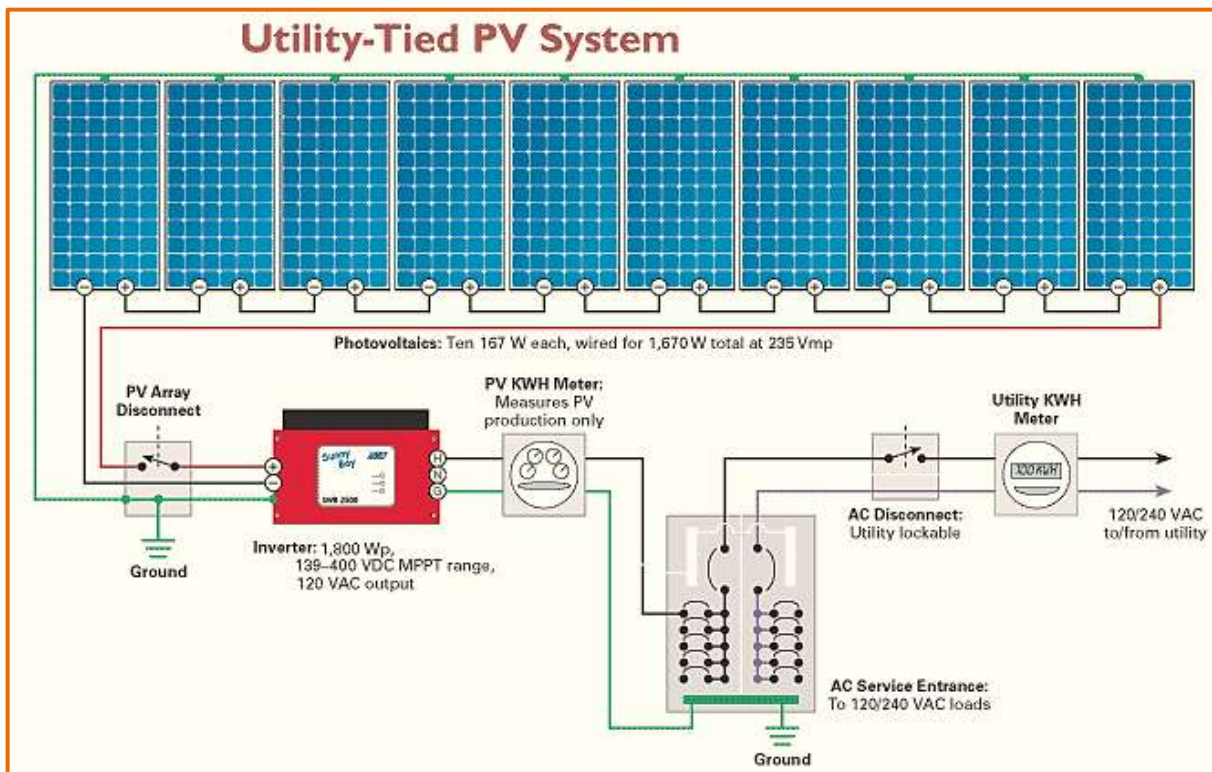 Utility-Tied PV System
Photovoltaics: Ten 167 W each, wired for 1,670 W total at 235 Vmp
PV Array
Disconnect
Ground
Sunny
Boy
SWR 2500
H
N
G
Inverter: 1,800 Wp,
139–400 VDC MPPT range,
120 VAC output
PV KWH Meter:
Measures PV
production only
Utility KWH
Meter
100 KWH
AC Disconnect:
Utility lockable
120/240 VAC
to/from utility
AC Service Entrance:
To 120/240 VAC loads
Ground